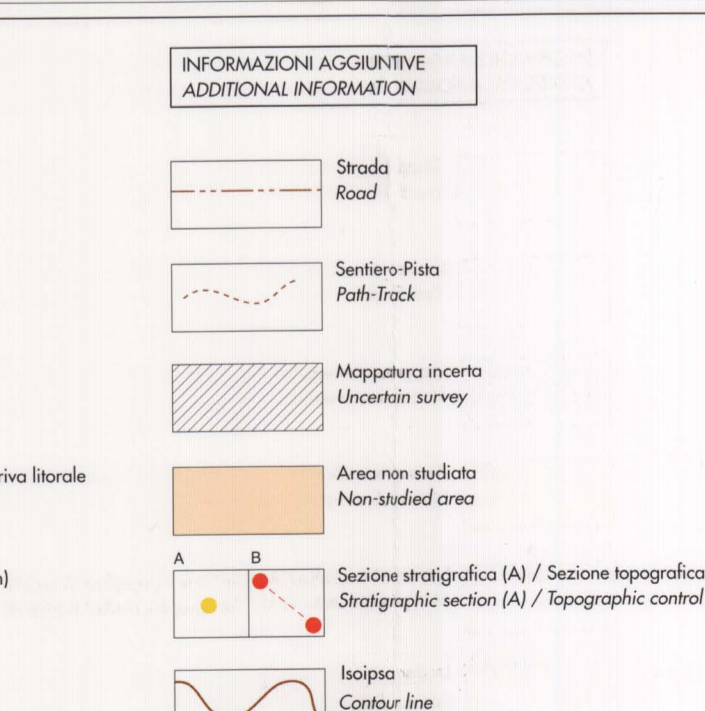 INFORMAZIONI AGGIUNTIVE
ADDITIONAL INFORMATION
Strada
Road
Sentiero-Pista
Path-Track
Mappatura incerta
Uncertain survey
riva litorale
Area non studiata
Non-studied area
A B
Sezione stratigrafica (A) / Sezione topografica
Stratigraphic section (A) / Topographic control
Isoipsa
Contour line